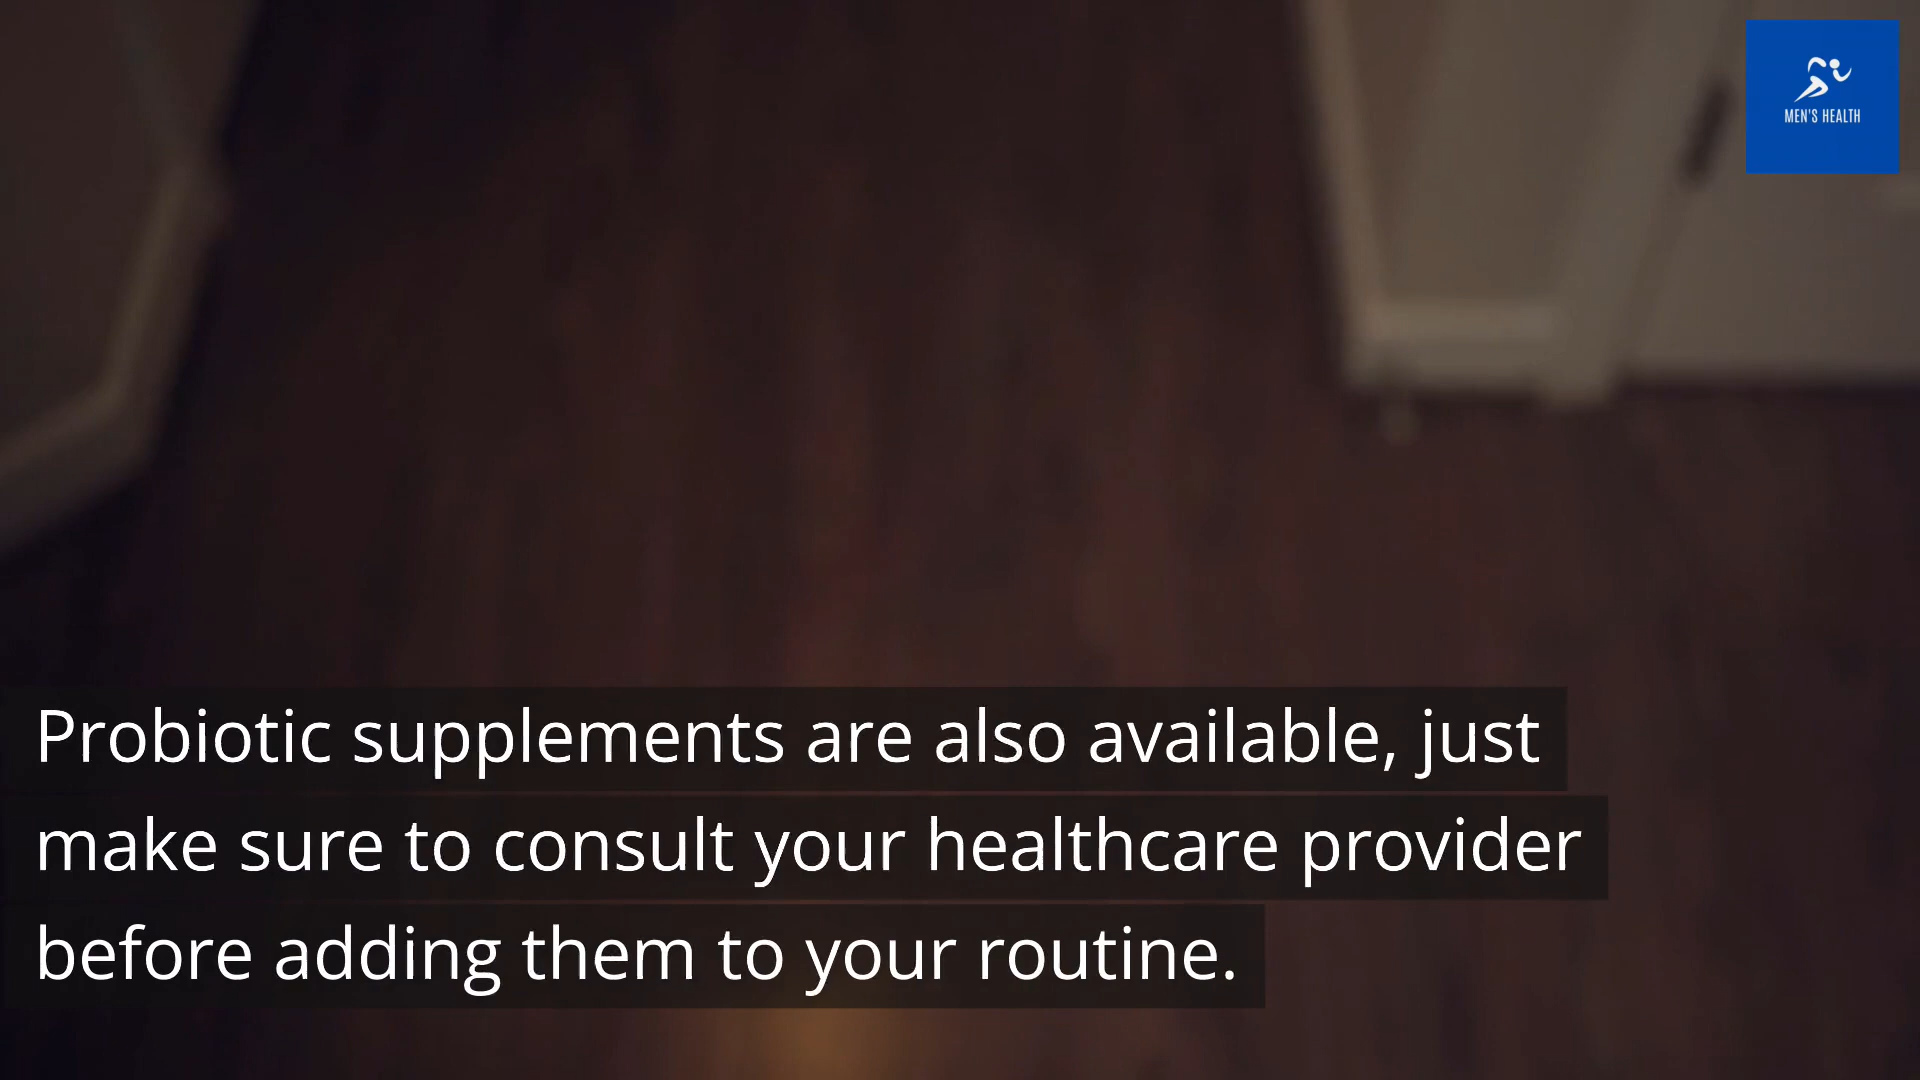 MEN'S HEALTH
Probiotic supplements are also available, just
make sure to consult your healthcare provider
before adding them to your routine.